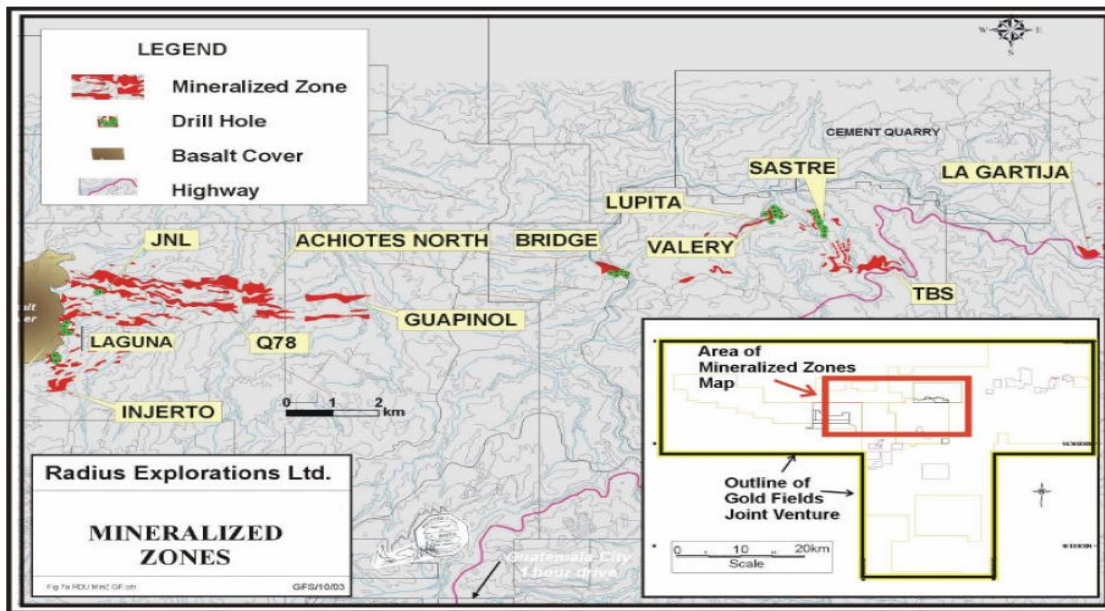 LEGEND
Mineralized Zone
Drill Hole
Basalt Cover
Highway
W
E
S
CEMENT QUARRY
SASTRE
LA GARTIJA
LUPITA
JNL
ACHIOTES NORTH
BRIDGE
VALERY
TBS
GUAPINOL
LAGUNA
Q78
INJERTO
2 0 2
km
Radius Explorations Ltd.
MINERALIZED
ZONES
GFS/10/03
Guatemala City
1 hour drive
Area of
Mineralized Zones
Map
Outline of
Gold Fields
Joint Venture
0 10 20km
Scale